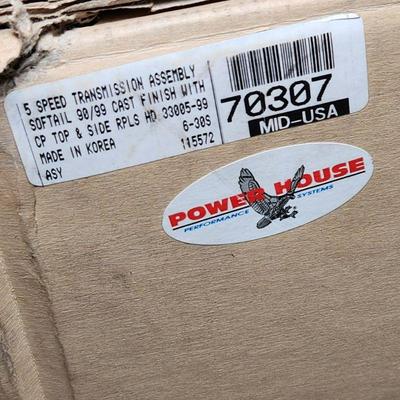 5 SPEED TRANSMISSION ASSEMBLY
SOFTAIL 90/99 CAST FINISH WITH
CP TOP & SIDE RPLS HD 33005-99
MADE IN KOREA 6-30S
ASY 115572
70307
MID-USA
POWER HOUSE
PERFORMANCE SYSTEMS